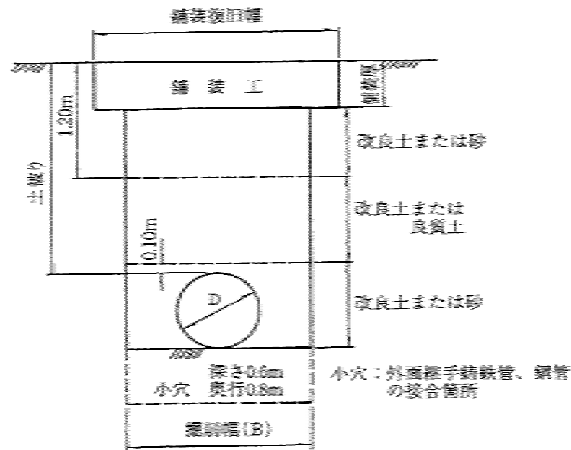 舗装復旧幅
舗装工
舗装厚
1.20m
土被り
改良土または砂
改良土または
良質土
0.10m
D
改良土または砂
深さ0.6m
小穴 奥行0.8m
小穴：外面継手鋳鉄管、鋼管
の接合箇所
掘削幅(B)